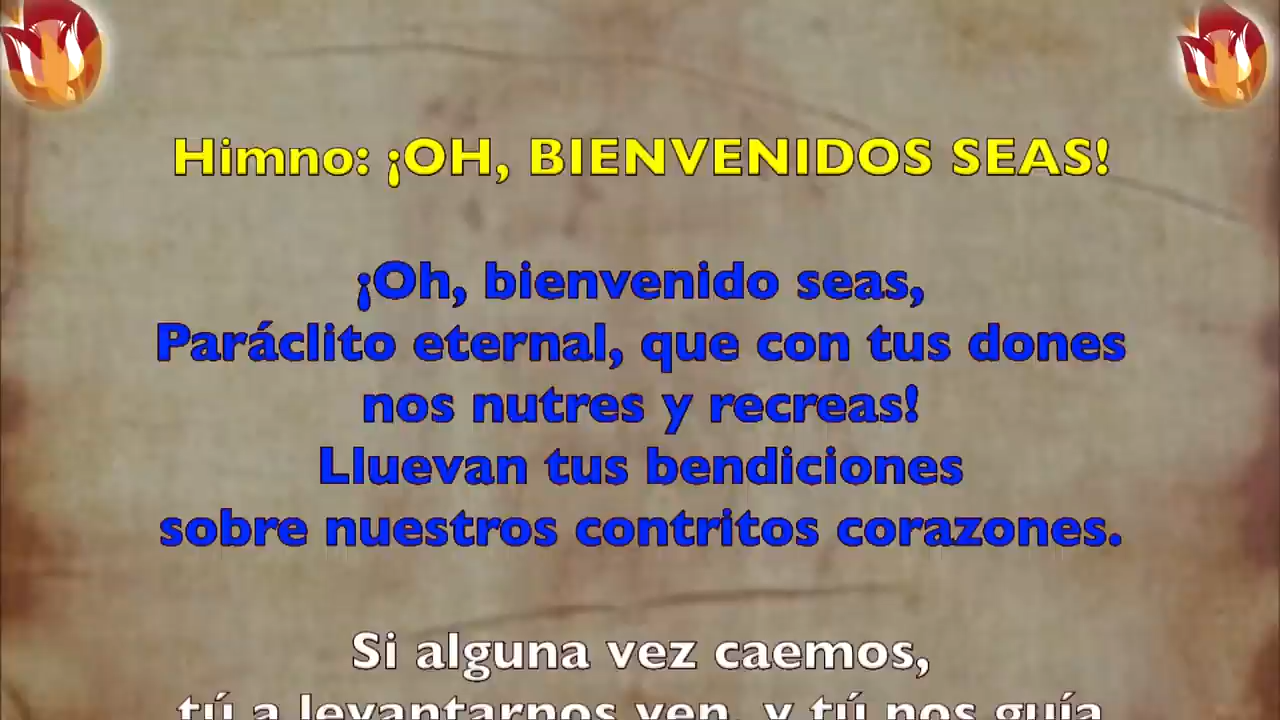 Himno: ¡OH, BIENVENIDOS SEAS!
¡Oh, bienvenido seas,
Paráclito eternal, que con tus dones
nos nutres y recreas!
Lluevan tus bendiciones
sobre nuestros contritos corazones.
Si alguna vez caemos,
tú a levantarnos ven, y tú nos guía